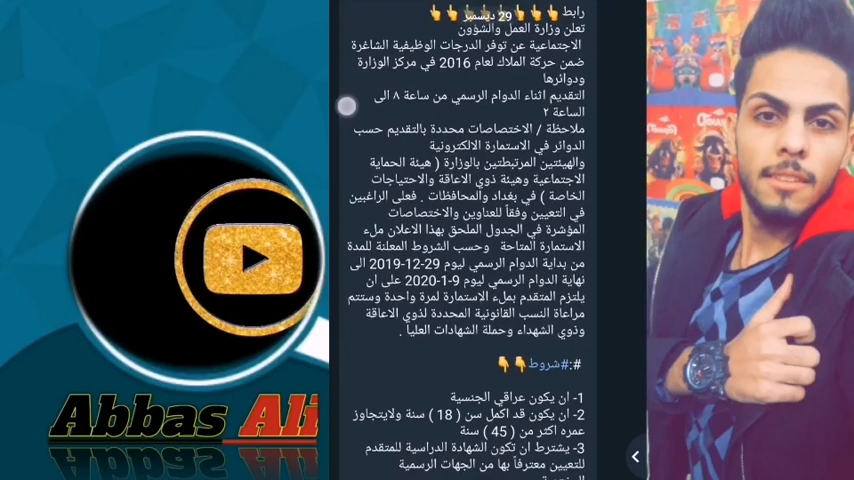 رابط
29 ديسمبر
تعلن وزارة العمل والشؤون
الاجتماعية عن توفر الدرجات الوظيفية الشاغرة
ضمن حركة الملاك لعام 2016 في مركز الوزارة
ودوائرها
التقديم اثناء الدوام الرسمي من ساعة ٨ الى
الساعة ٢
ملاحظة / الاختصاصات محددة بالتقديم حسب
الدوائر في الاستمارة الالكترونية
والهيئتين المرتبطتين بالوزارة ( هيئة الحماية
الاجتماعية وهيئة ذوي الاعاقة والاحتياجات
الخاصة ) في بغداد والمحافظات . فعلى الراغبين
في التعيين وفقاً للعناوين والاختصاصات
المؤشرة في الجدول الملحق بهذا الاعلان ملء
الاستمارة المتاحة وحسب الشروط المعلنة للمدة
من بداية الدوام الرسمي ليوم 29-12-2019 الى
نهاية الدوام الرسمي ليوم 9-1-2020 على ان
يلتزم المتقدم بملء الاستمارة لمرة واحدة وستتم
مراعاة النسب القانونية المحددة لذوي الاعاقة
وذوي الشهداء وحملة الشهادات العليا .
#:#شروط
1- ان يكون عراقي الجنسية
2- ان يكون قد اكمل سن ( 18 ) سنة ولايتجاوز
عمره اكثر من ( 45 ) سنة
3- يشترط ان تكون الشهادة الدراسية للمتقدم
للتعيين معترفاً بها من الجهات الرسمية
Abbas Ali